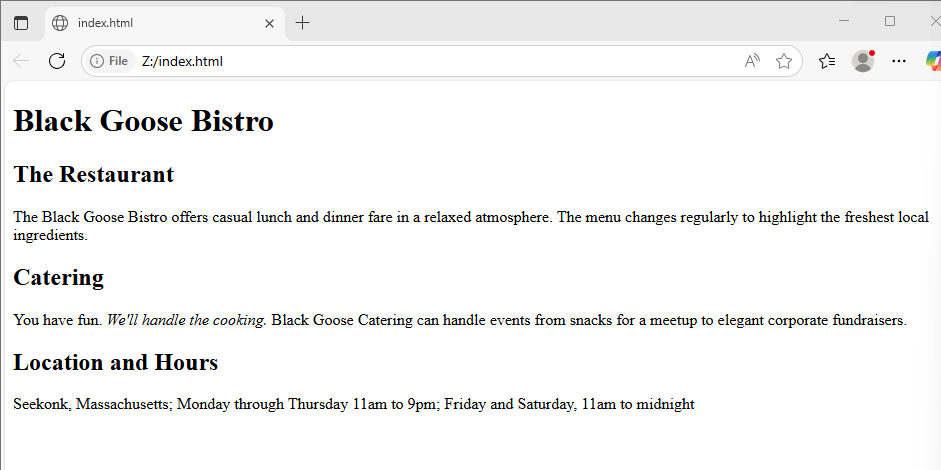 index.html
File Z:/index.html
Black Goose Bistro
The Restaurant
The Black Goose Bistro offers casual lunch and dinner fare in a relaxed atmosphere. The menu changes regularly to highlight the freshest local
ingredients.
Catering
You have fun. We'll handle the cooking. Black Goose Catering can handle events from snacks for a meetup to elegant corporate fundraisers.
Location and Hours
Seekonk, Massachusetts; Monday through Thursday 11am to 9pm; Friday and Saturday, 11am to midnight